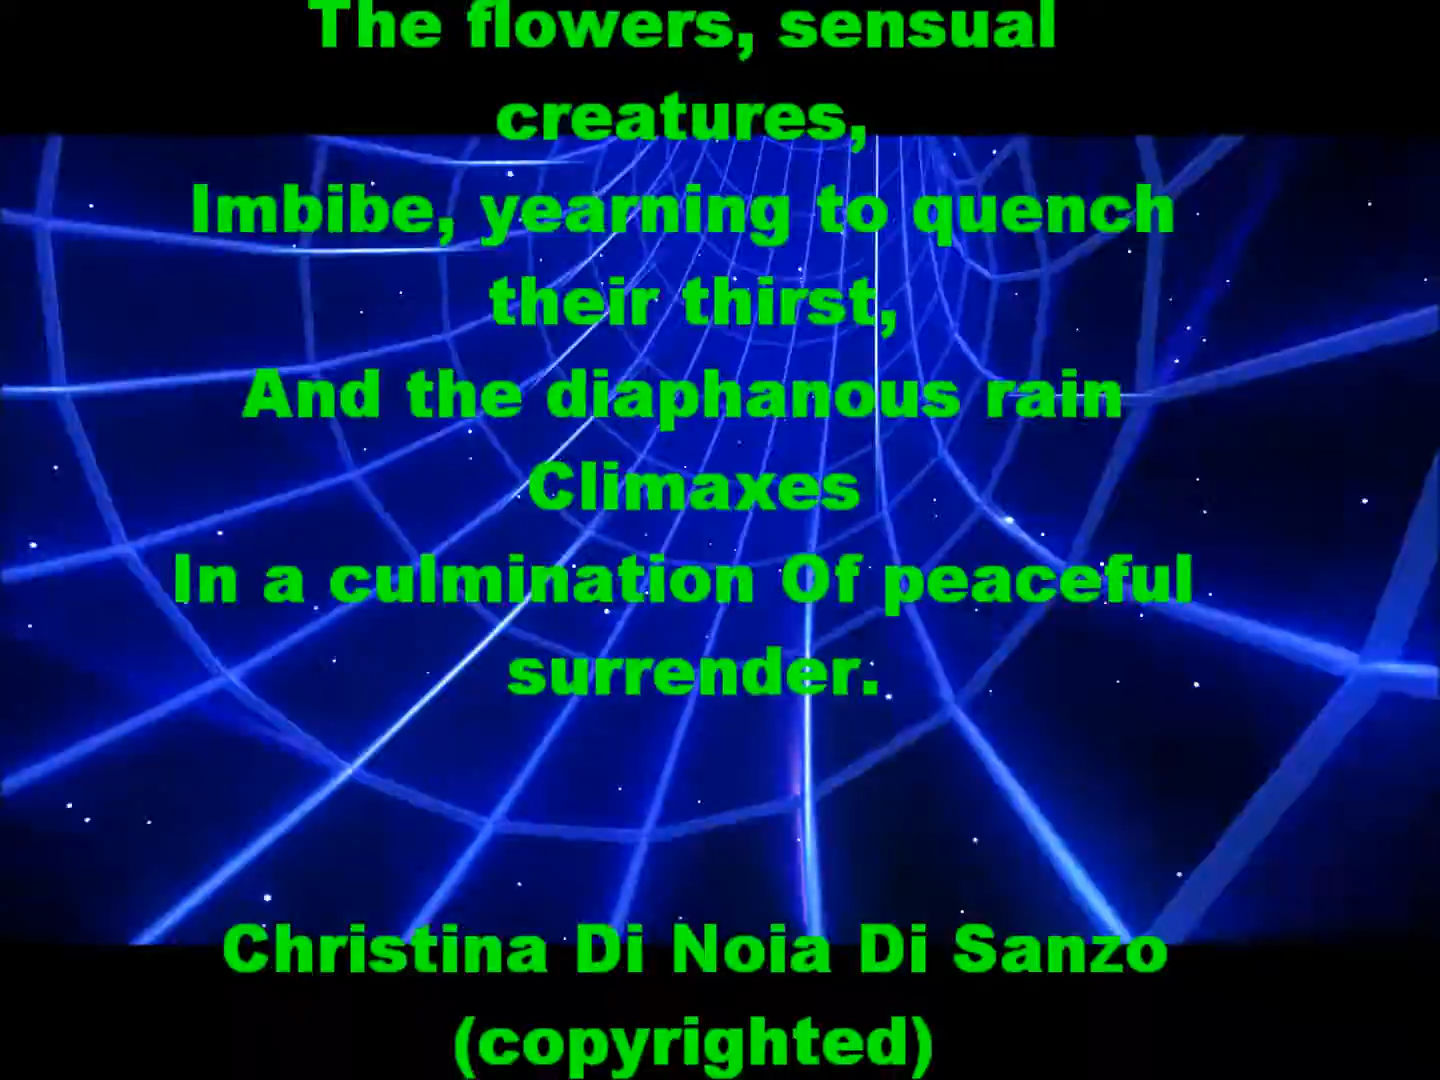 The flowers, sensual
creatures,
Imbibe, yearning to quench
their thirst,
And the diaphanous rain
Climaxes
In a culmination Of peaceful
surrender.
Christina Di Noia Di Sanzo
(copyrighted)